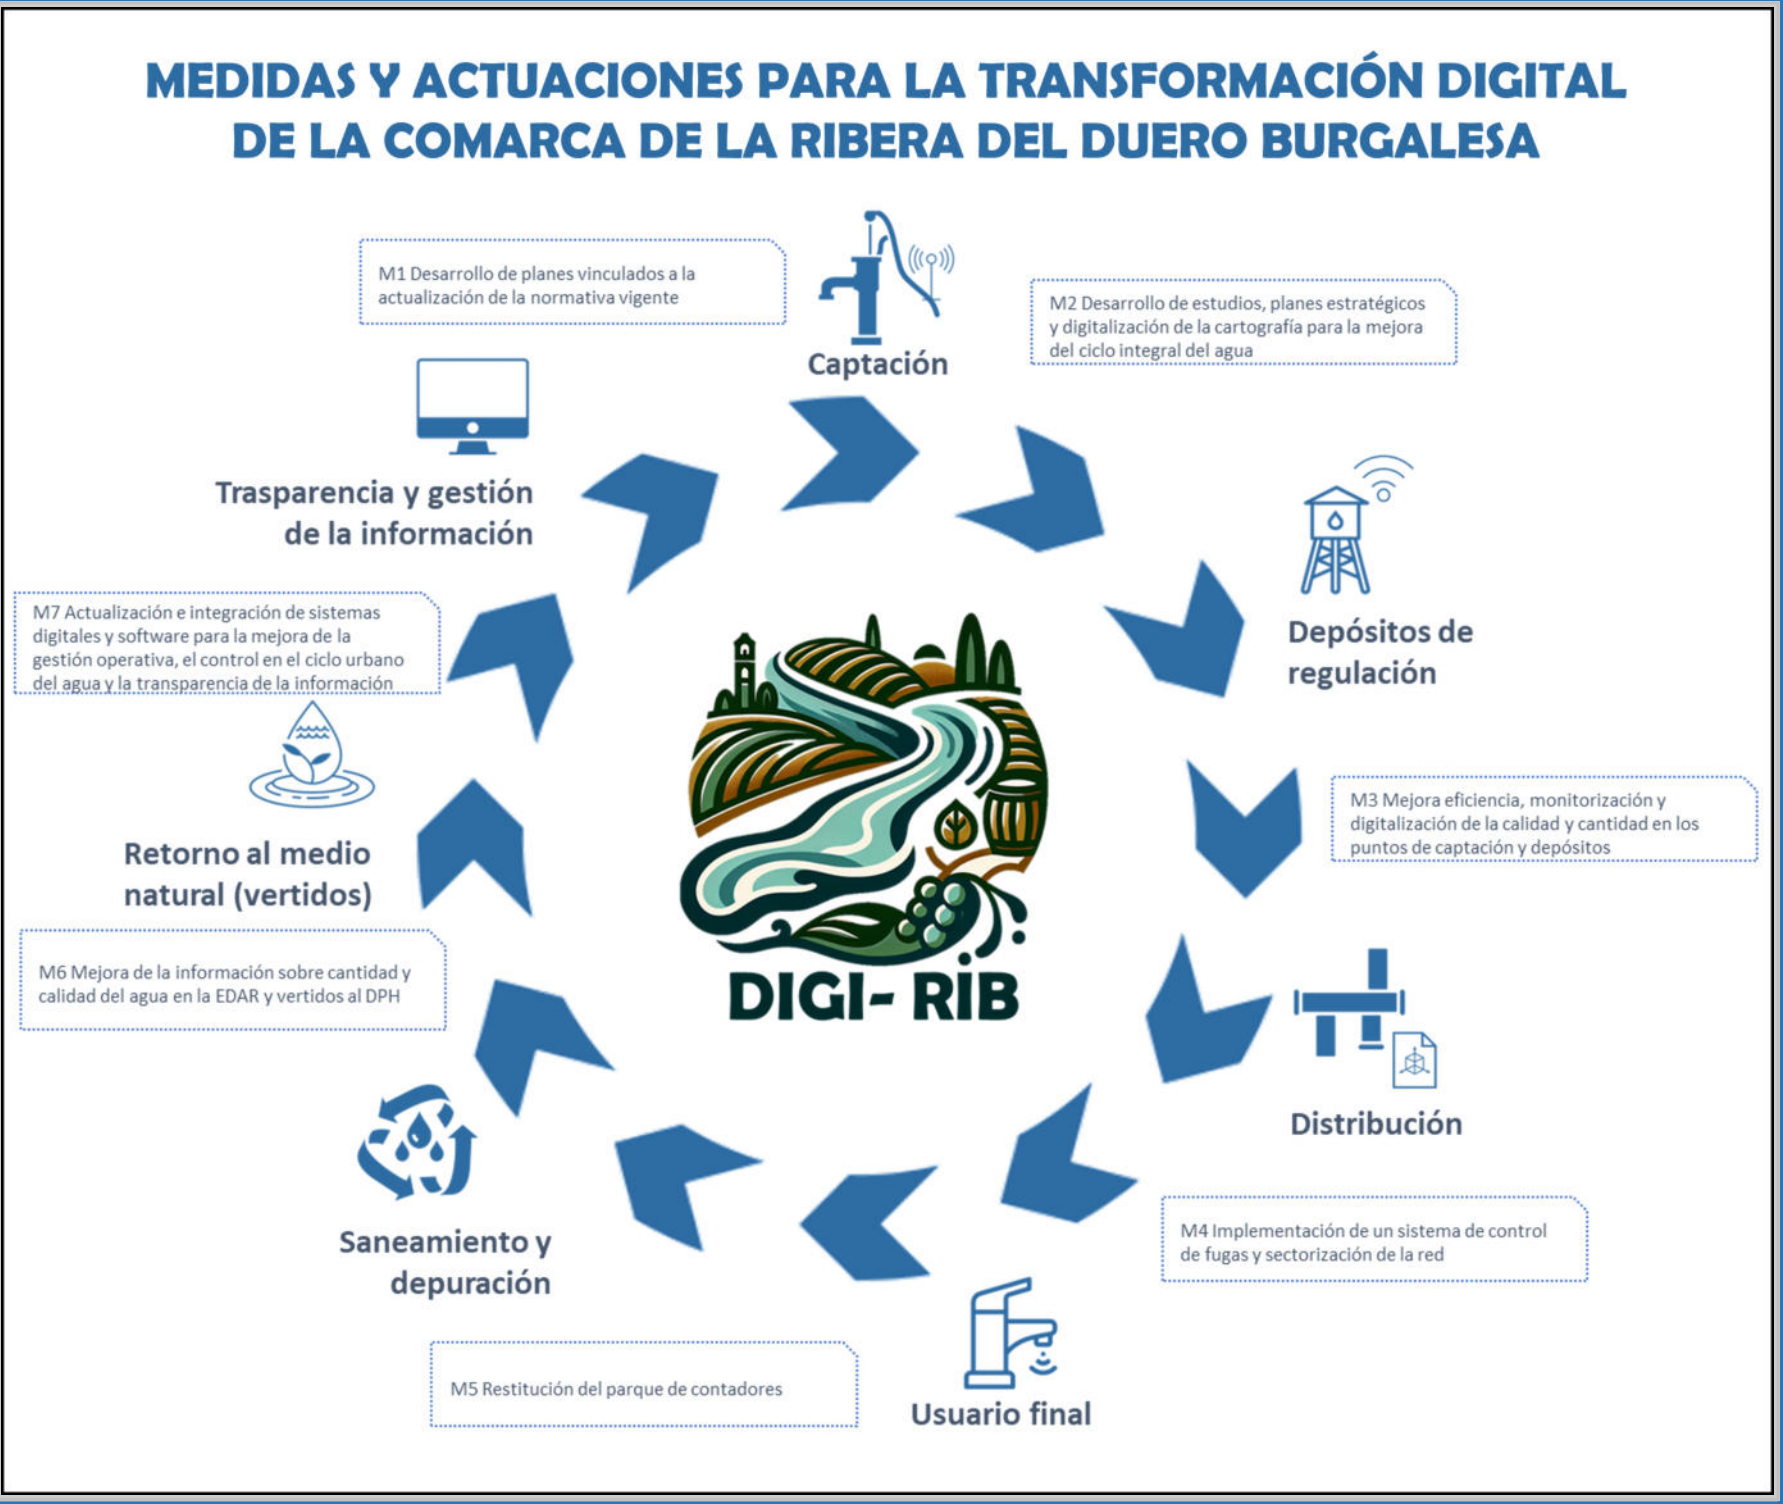 MEDIDAS Y ACTUACIONES PARA LA TRANSFORMACIÓN DIGITAL
DE LA COMARCA DE LA RIBERA DEL DUERO BURGALESA
M1 Desarrollo de planes vinculados a la
actualización de la normativa vigente
Captación
M2 Desarrollo de estudios, planes estratégicos
y digitalización de la cartografía para la mejora
del ciclo integral del agua
Trasparencia y gestión
de la información
Depósitos de
regulación
M7 Actualización e integración de sistemas
digitales y software para la mejora de la
gestión operativa, el control en el ciclo urbano
del agua y la transparencia de la información
M3 Mejora eficiencia, monitorización y
digitalización de la calidad y cantidad en los
puntos de captación y depósitos
Retorno al medio
natural (vertidos)
M6 Mejora de la información sobre cantidad y
calidad del agua en la EDAR y vertidos al DPH
DIGI- RIB
Distribución
Saneamiento y
depuración
M4 Implementación de un sistema de control
de fugas y sectorización de la red
M5 Restitución del parque de contadores
Usuario final